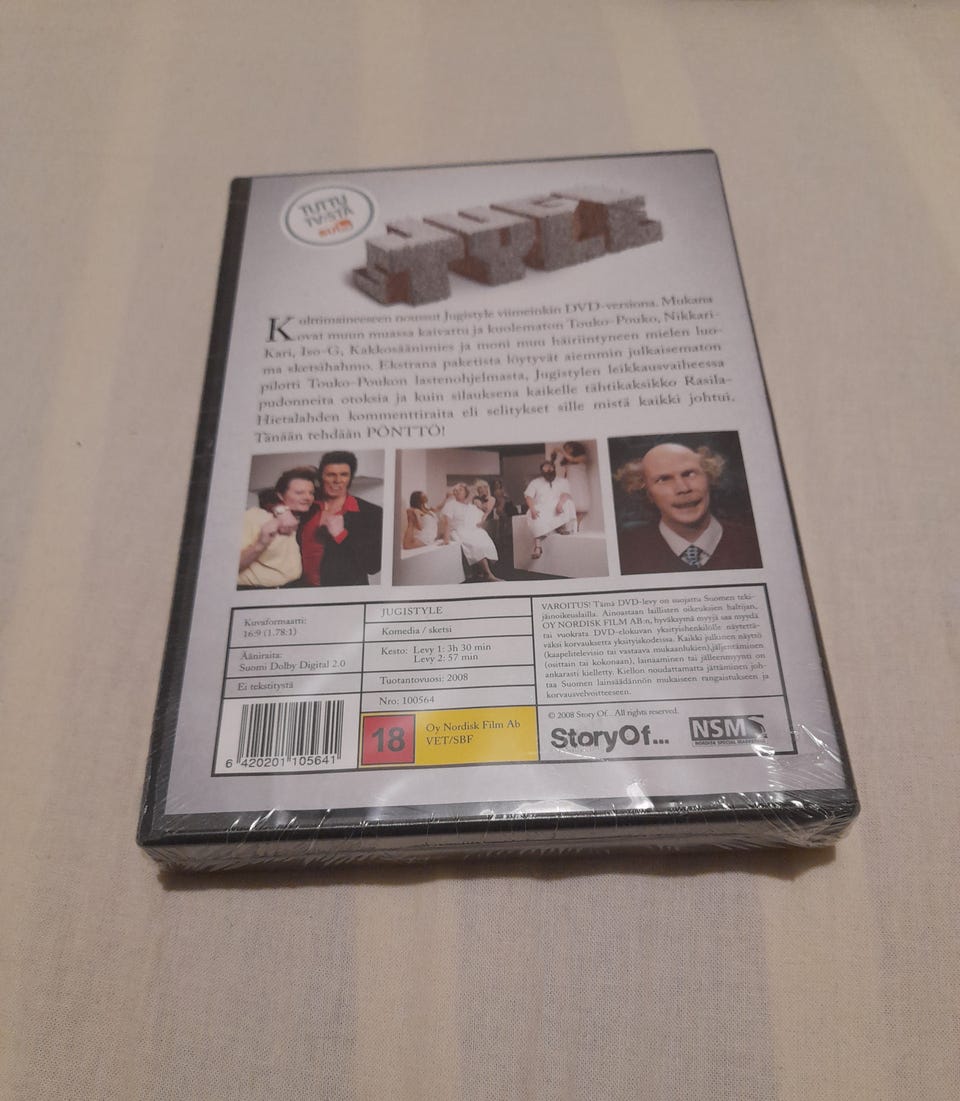 TUTTU
TV:STÄ
SUB
JUGI
STYLE
Kulttimaineeseen noussut Jugistyle viimeinkin DVD-versiona. Mukana
ovat muun muassa kaivattu ja kuolematon Touko-Pouko, Nikkari-
Kari, Iso-G, Kakkosäänimies ja moni muu häiriintyneen mielen luo-
ma sketsihahmo. Ekstrana paketista löytyvät aiemmin julkaisematon
pilotti Touko-Poukon lastenohjelmasta, Jugistylen leikkausvaiheessa
pudonneita otoksia ja kuin silauksena kaikelle tähtikaksikko Rasila-
Hietalahden kommenttiraita eli selitykset sille mistä kaikki johtui.
Tänään tehdään PÖNTTÖ!
Kuvaformaatti:
16:9 (1.78:1)
Ääniraita:
Suomi Dolby Digital 2.0
Ei tekstitystä
6 420201 105641
JUGISTYLE
Komedia / sketsi
Kesto: Levy 1: 3h 30 min
Levy 2: 57 min
Tuotantovuosi: 2008
Nro: 100564
18
Oy Nordisk Film Ab
VET/SBF
VAROITUS! Tämä DVD-levy on suojattu Suomen teki-
jänoikeuslailla. Ainoastaan laillisten oikeuksien haltijan,
OY NORDISK FILM AB:n, hyväksymä myyjä saa myydä
tai vuokrata DVD-elokuvan yksityishenkilölle näytettä-
väksi korvauksetta yksityiskodeissa. Kaikki julkinen näyttö
(kaapelitelevisio tai vastaava mukaanlukien),jäljentäminen
(osittain tai kokonaan), lainaaminen tai jälleenmyynti on
ankarasti kielletty. Kiellon noudattamatta jättäminen joh-
taa Suomen lainsäädännön mukaiseen rangaistukseen ja
korvausvelvoitteeseen.
© 2008 Story Of... All rights reserved.
StoryOf...
NSM
NORDISK SPECIAL MARKETING